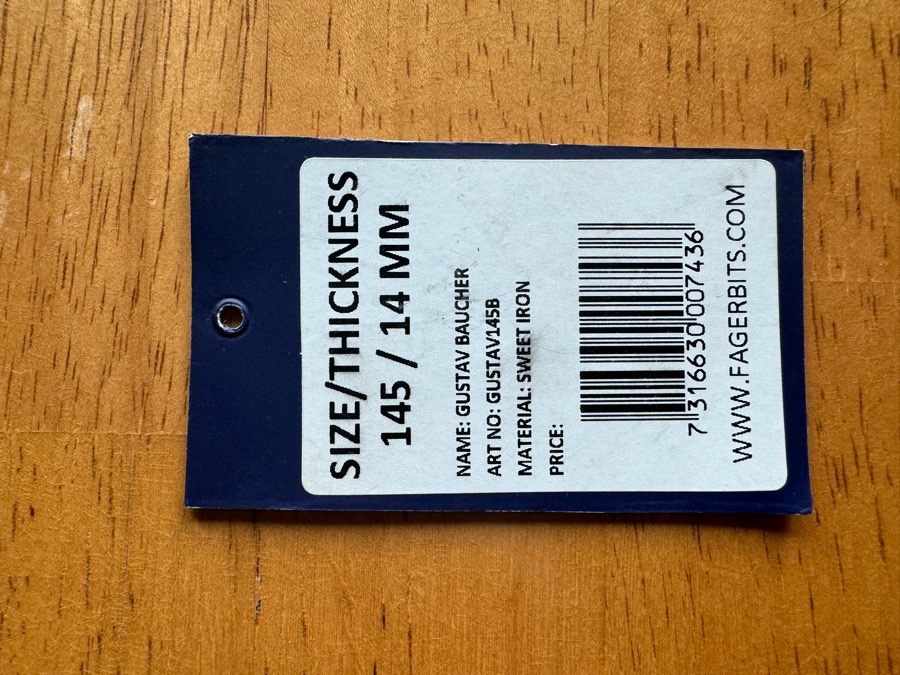 SIZE/THICKNESS
145 / 14 MM
NAME: GUSTAV BAUCHER
ART NO: GUSTAV145B
MATERIAL: SWEET IRON
PRICE:
7 316630 007436
WWW.FAGERBITS.COM